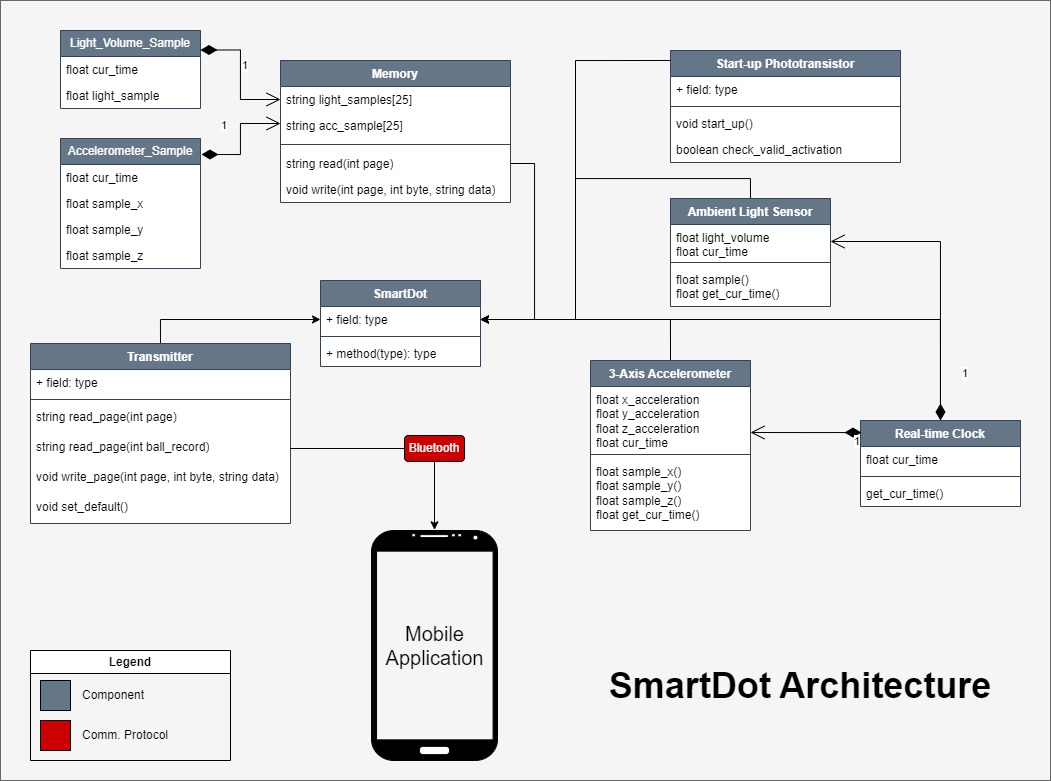 Light_Volume_Sample
float cur_time
float light_sample
1
Memory
string light_samples[25]
string acc_sample[25]
string read(int page)
void write(int page, int byte, string data)
1
Accelerometer_Sample
float cur_time
float sample_x
float sample_y
float sample_z
Start-up Phototransistor
+ field: type
void start_up()
boolean check_valid_activation
Ambient Light Sensor
float light_volume
float cur_time
float sample()
float get_cur_time()
SmartDot
+ field: type
+ method(type): type
Transmitter
+ field: type
string read_page(int page)
string read_page(int ball_record)
void write_page(int page, int byte, string data)
void set_default()
Bluetooth
3-Axis Accelerometer
float x_acceleration
float y_acceleration
float z_acceleration
float cur_time
float sample_x()
float sample_y()
float sample_z()
float get_cur_time()
1
1
Real-time Clock
float cur_time
get_cur_time()
Mobile
Application
Legend
Component
Comm. Protocol
SmartDot Architecture